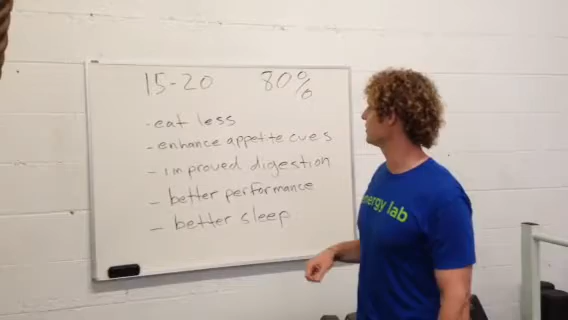 15-20 80%
- eat less
- enhance appetite cues
- improved digestion
- better performance
- better sleep
energy lab